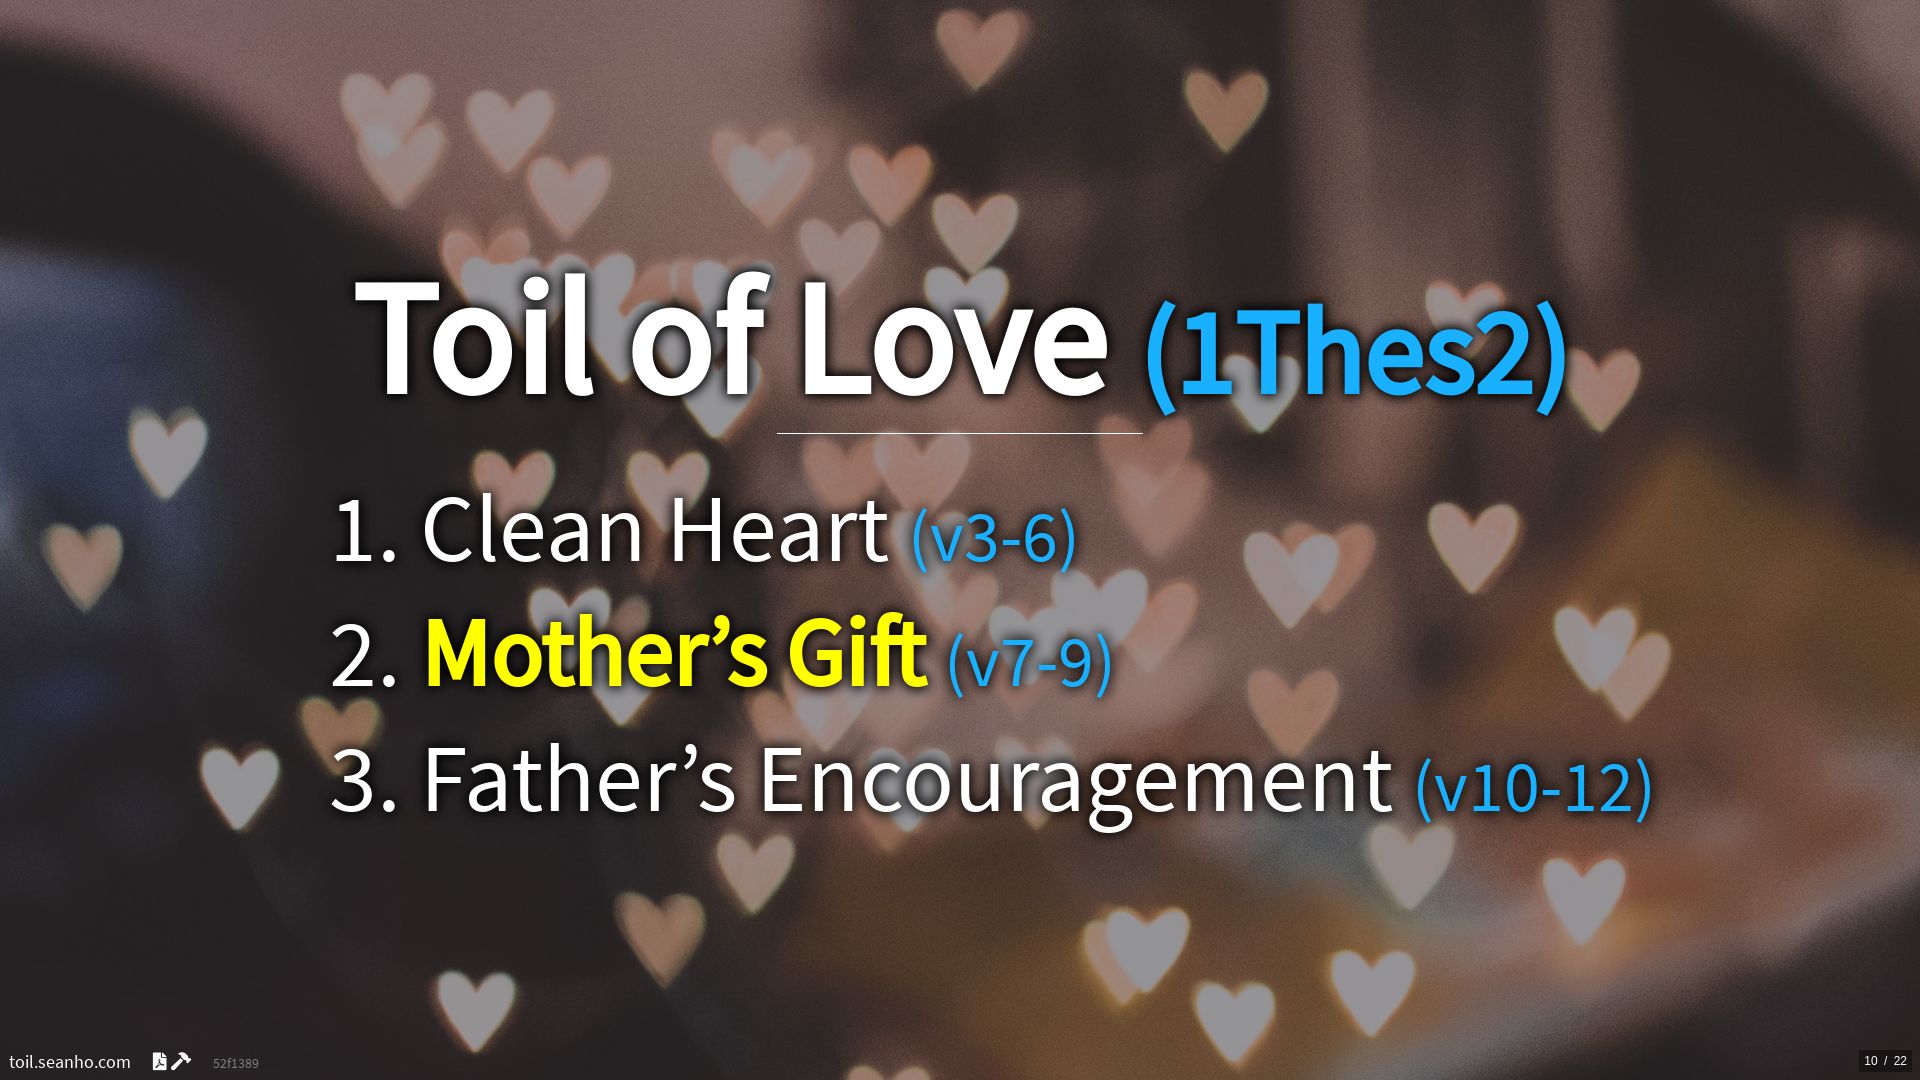 Toil of Love (1Thes2)
1. Clean Heart (v3-6)
2. Mother’s Gift (v7-9)
3. Father’s Encouragement (v10-12)
toil.seanho.com 52f1389
10 / 22